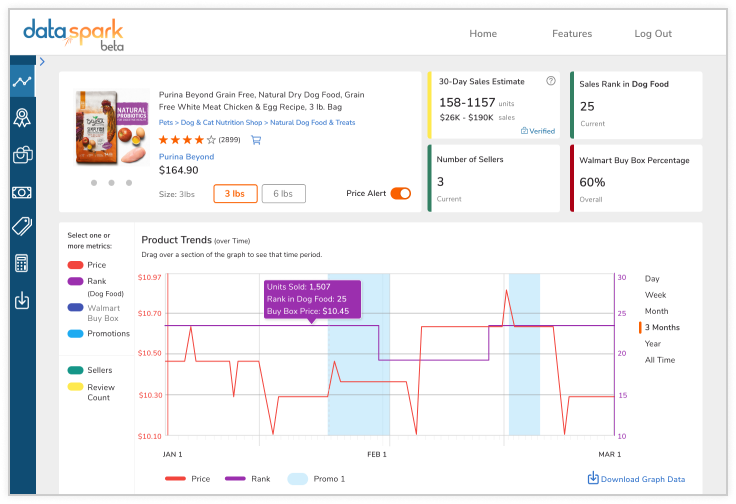 data spark
beta
Home
Features
Log Out
Purina Beyond Grain Free, Natural Dry Dog Food, Grain
Free White Meat Chicken & Egg Recipe, 3 lb. Bag
Pets > Dog & Cat Nutrition Shop > Natural Dog Food & Treats
(2899)
Purina Beyond
$164.90
Size: 3lbs
3 lbs
6 lbs
Price Alert
NATURAL
PROBIOTICS
30-Day Sales Estimate
158-1157 units
$26K - $190K sales
Verified
Sales Rank in Dog Food
25
Current
Number of Sellers
3
Current
Walmart Buy Box Percentage
60%
Overall
Select one or
more metrics:
Price
Rank
(Dog Food)
Walmart
Buy Box
Promotions
Sellers
Review
Count
Product Trends (over Time)
Drag over a section of the graph to see that time period.
$10.97
$10.70
$10.50
$10.30
$10.10
Units Sold: 1,507
Rank in Dog Food: 25
Buy Box Price: $10.45
30
25
20
15
10
JAN 1
FEB 1
MAR 1
Day
Week
Month
3 Months
Year
All Time
Price
Rank
Promo 1
Download Graph Data